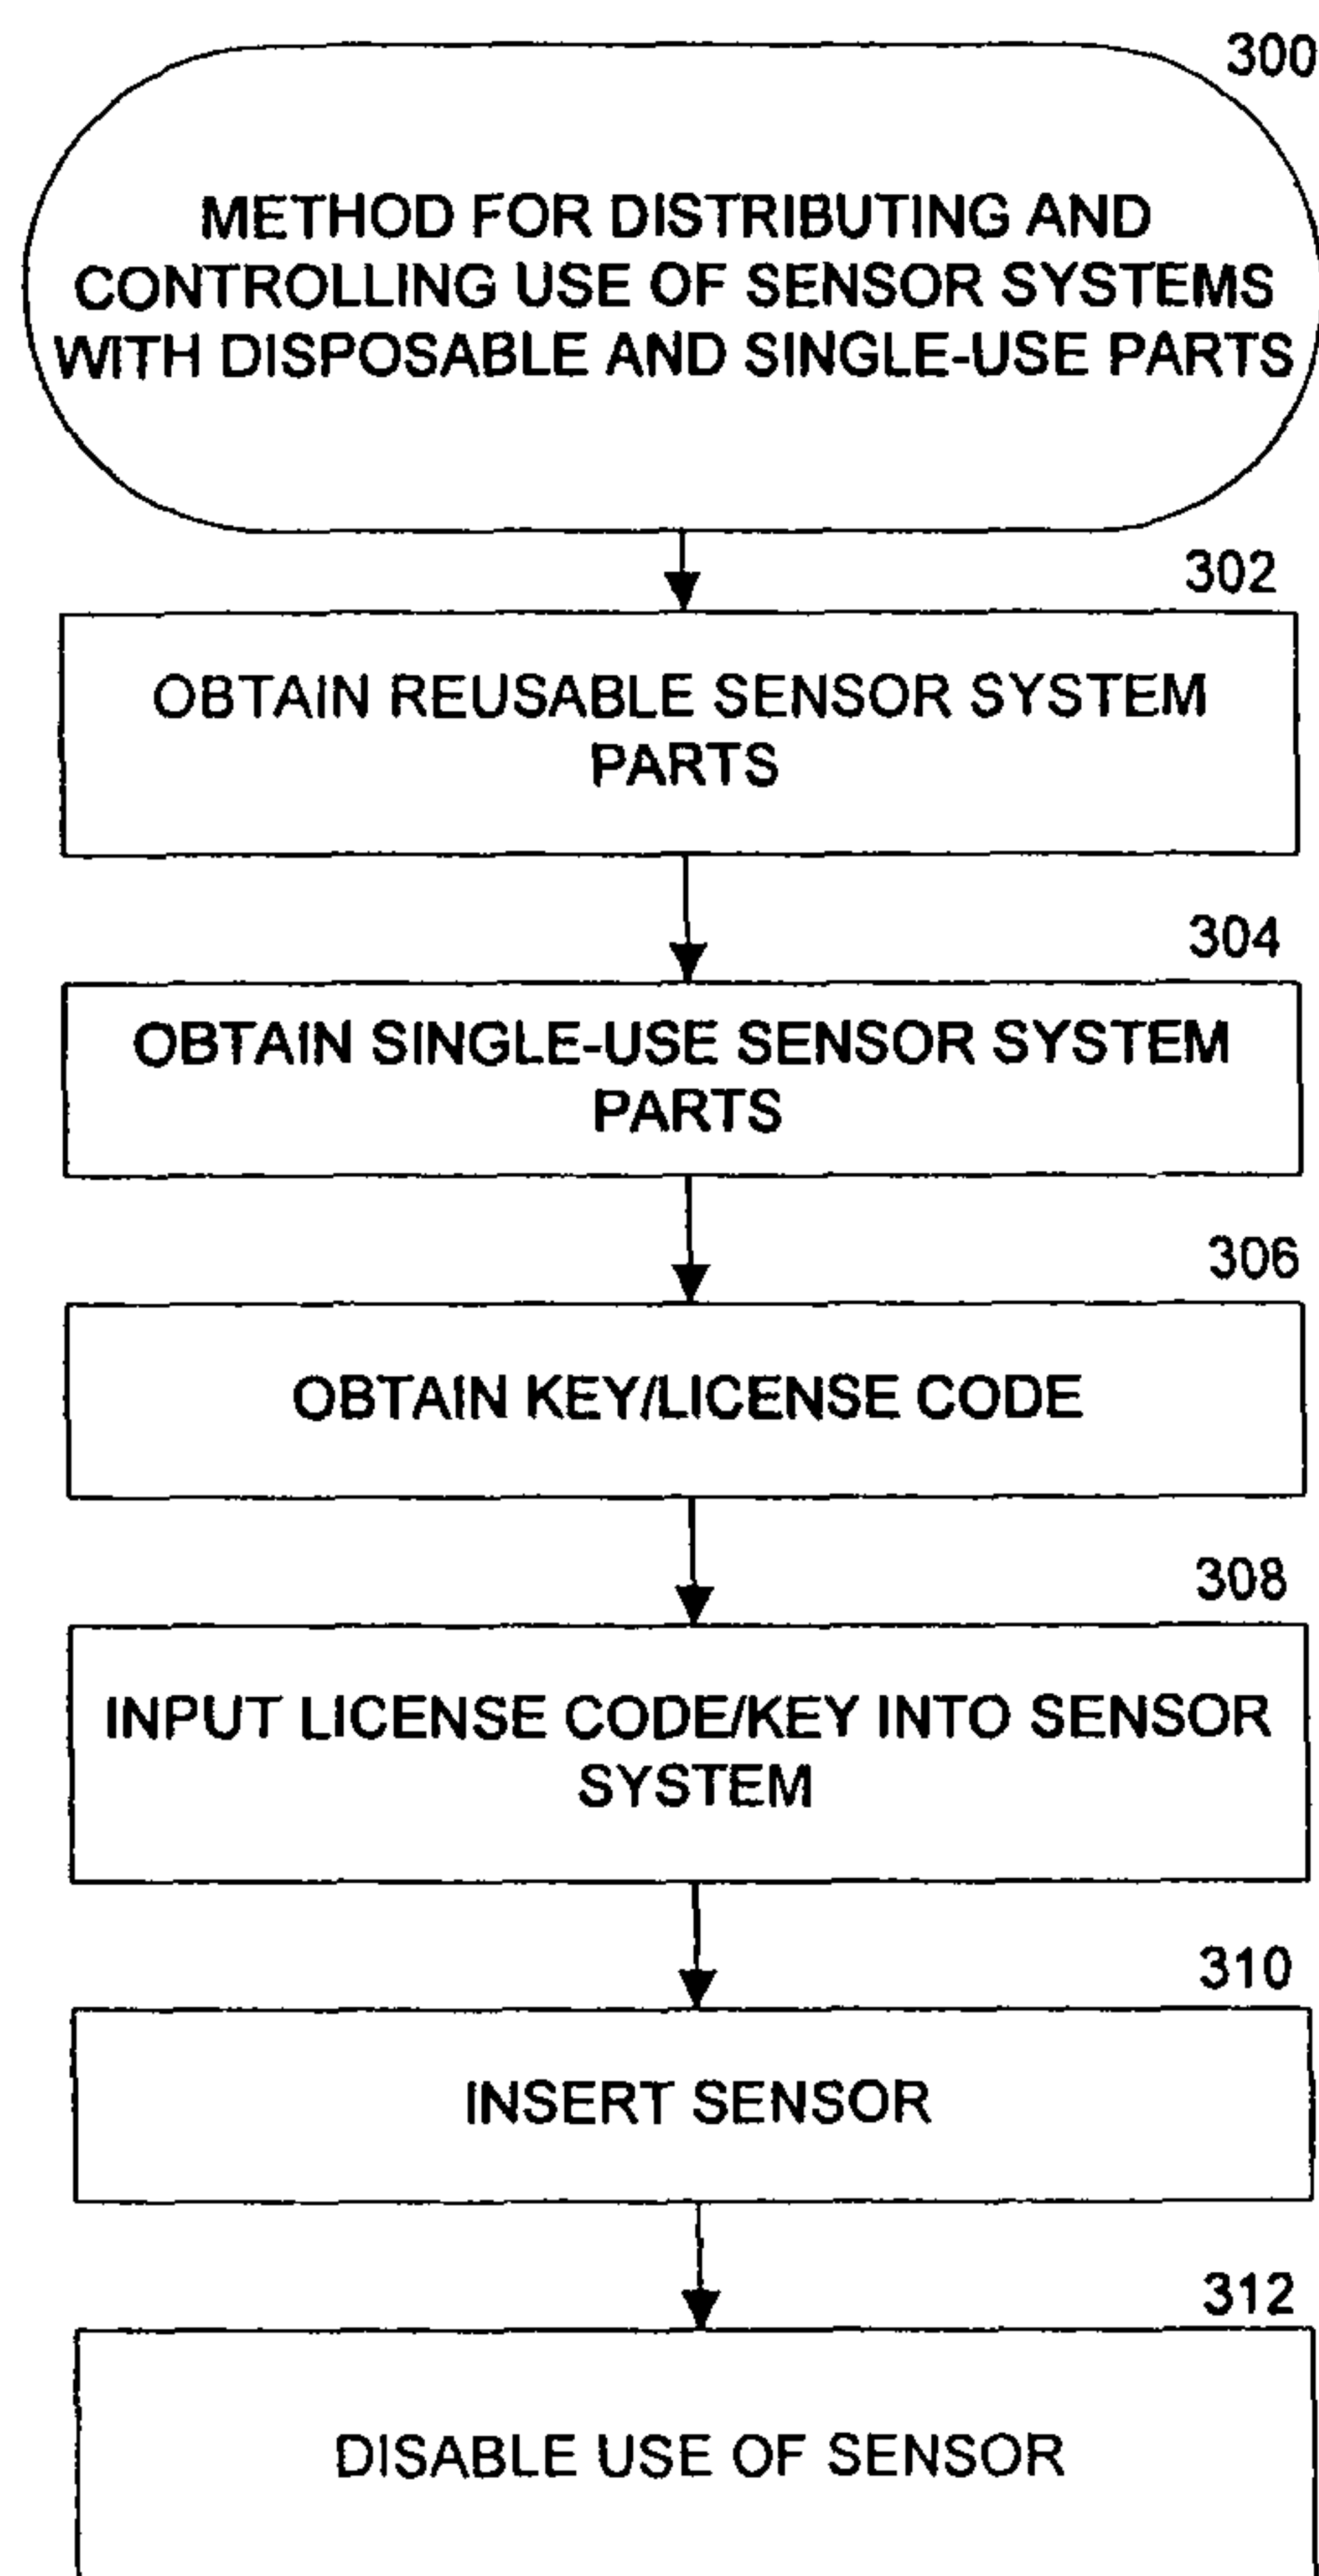 300
METHOD FOR DISTRIBUTING AND
CONTROLLING USE OF SENSOR SYSTEMS
WITH DISPOSABLE AND SINGLE-USE PARTS
302
OBTAIN REUSABLE SENSOR SYSTEM
PARTS
304
OBTAIN SINGLE-USE SENSOR SYSTEM
PARTS
306
OBTAIN KEY/LICENSE CODE
308
INPUT LICENSE CODE/KEY INTO SENSOR
SYSTEM
310
INSERT SENSOR
312
DISABLE USE OF SENSOR